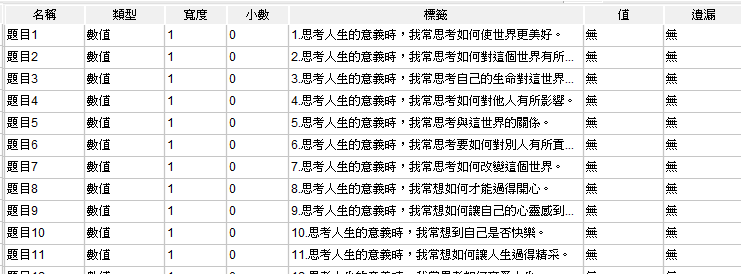 名稱 類型 寬度 小數 標籤 值 遺漏
題目1 數值 1 0 1.思考人生的意義時，我常思考如何使世界更美好。 無 無
題目2 數值 1 0 2.思考人生的意義時，我常思考如何對這個世界有所... 無 無
題目3 數值 1 0 3.思考人生的意義時，我常思考自己的生命對這世界... 無 無
題目4 數值 1 0 4.思考人生的意義時，我常思考如何對他人有所影響。 無 無
題目5 數值 1 0 5.思考人生的意義時，我常思考與這世界的關係。 無 無
題目6 數值 1 0 6.思考人生的意義時，我常思考要如何對別人有所貢... 無 無
題目7 數值 1 0 7.思考人生的意義時，我常思考如何改變這個世界。 無 無
題目8 數值 1 0 8.思考人生的意義時，我常想如何才能過得開心。 無 無
題目9 數值 1 0 9.思考人生的意義時，我常想如何讓自己的心靈感到... 無 無
題目10 數值 1 0 10.思考人生的意義時，我常想到自己是否快樂。 無 無
題目11 數值 1 0 11.思考人生的意義時，我常想如何讓人生過得精采。 無 無